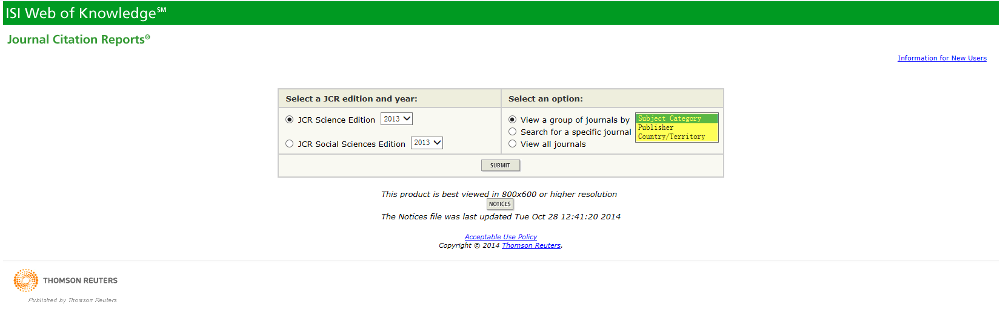 ISI Web of Knowledge℠
Journal Citation Reports®
Information for New Users
Select a JCR edition and year:
Select an option:
JCR Science Edition 2013
JCR Social Sciences Edition 2013
View a group of journals by
Search for a specific journal
View all journals
Subject Category
Publisher
Country/Territory
SUBMIT
This product is best viewed in 800x600 or higher resolution
NOTICES
The Notices file was last updated Tue Oct 28 12:41:20 2014
Acceptable Use Policy
Copyright © 2014 Thomson Reuters.
THOMSON REUTERS
Published by Thomson Reuters